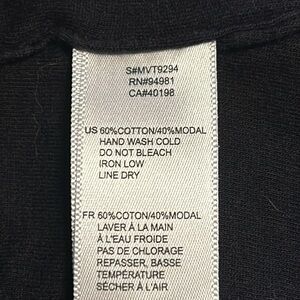 S#MVT9294
RN#94981
CA#40198
US 60%COTTON/40%MODAL
HAND WASH COLD
DO NOT BLEACH
IRON LOW
LINE DRY
FR 60%COTON/40%MODAL
LAVER À LA MAIN
À L'EAU FROIDE
PAS DE CHLORAGE
REPASSER, BASSE
TEMPÉRATURE
SÉCHER À L'AIR